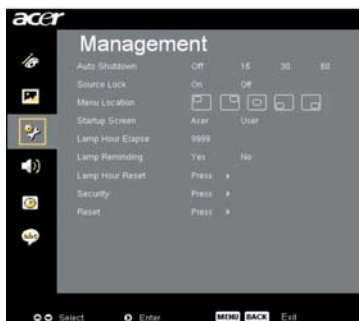 acer
Management
Auto Shutdown Off 15 30 60
Source Lock On Off
Menu Location
Startup Screen Acer User
Lamp Hour Elapse 9999
Lamp Reminding Yes No
Lamp Hour Reset Press
Security Press
Reset Press
abc
Select Enter MENU BACK Exit